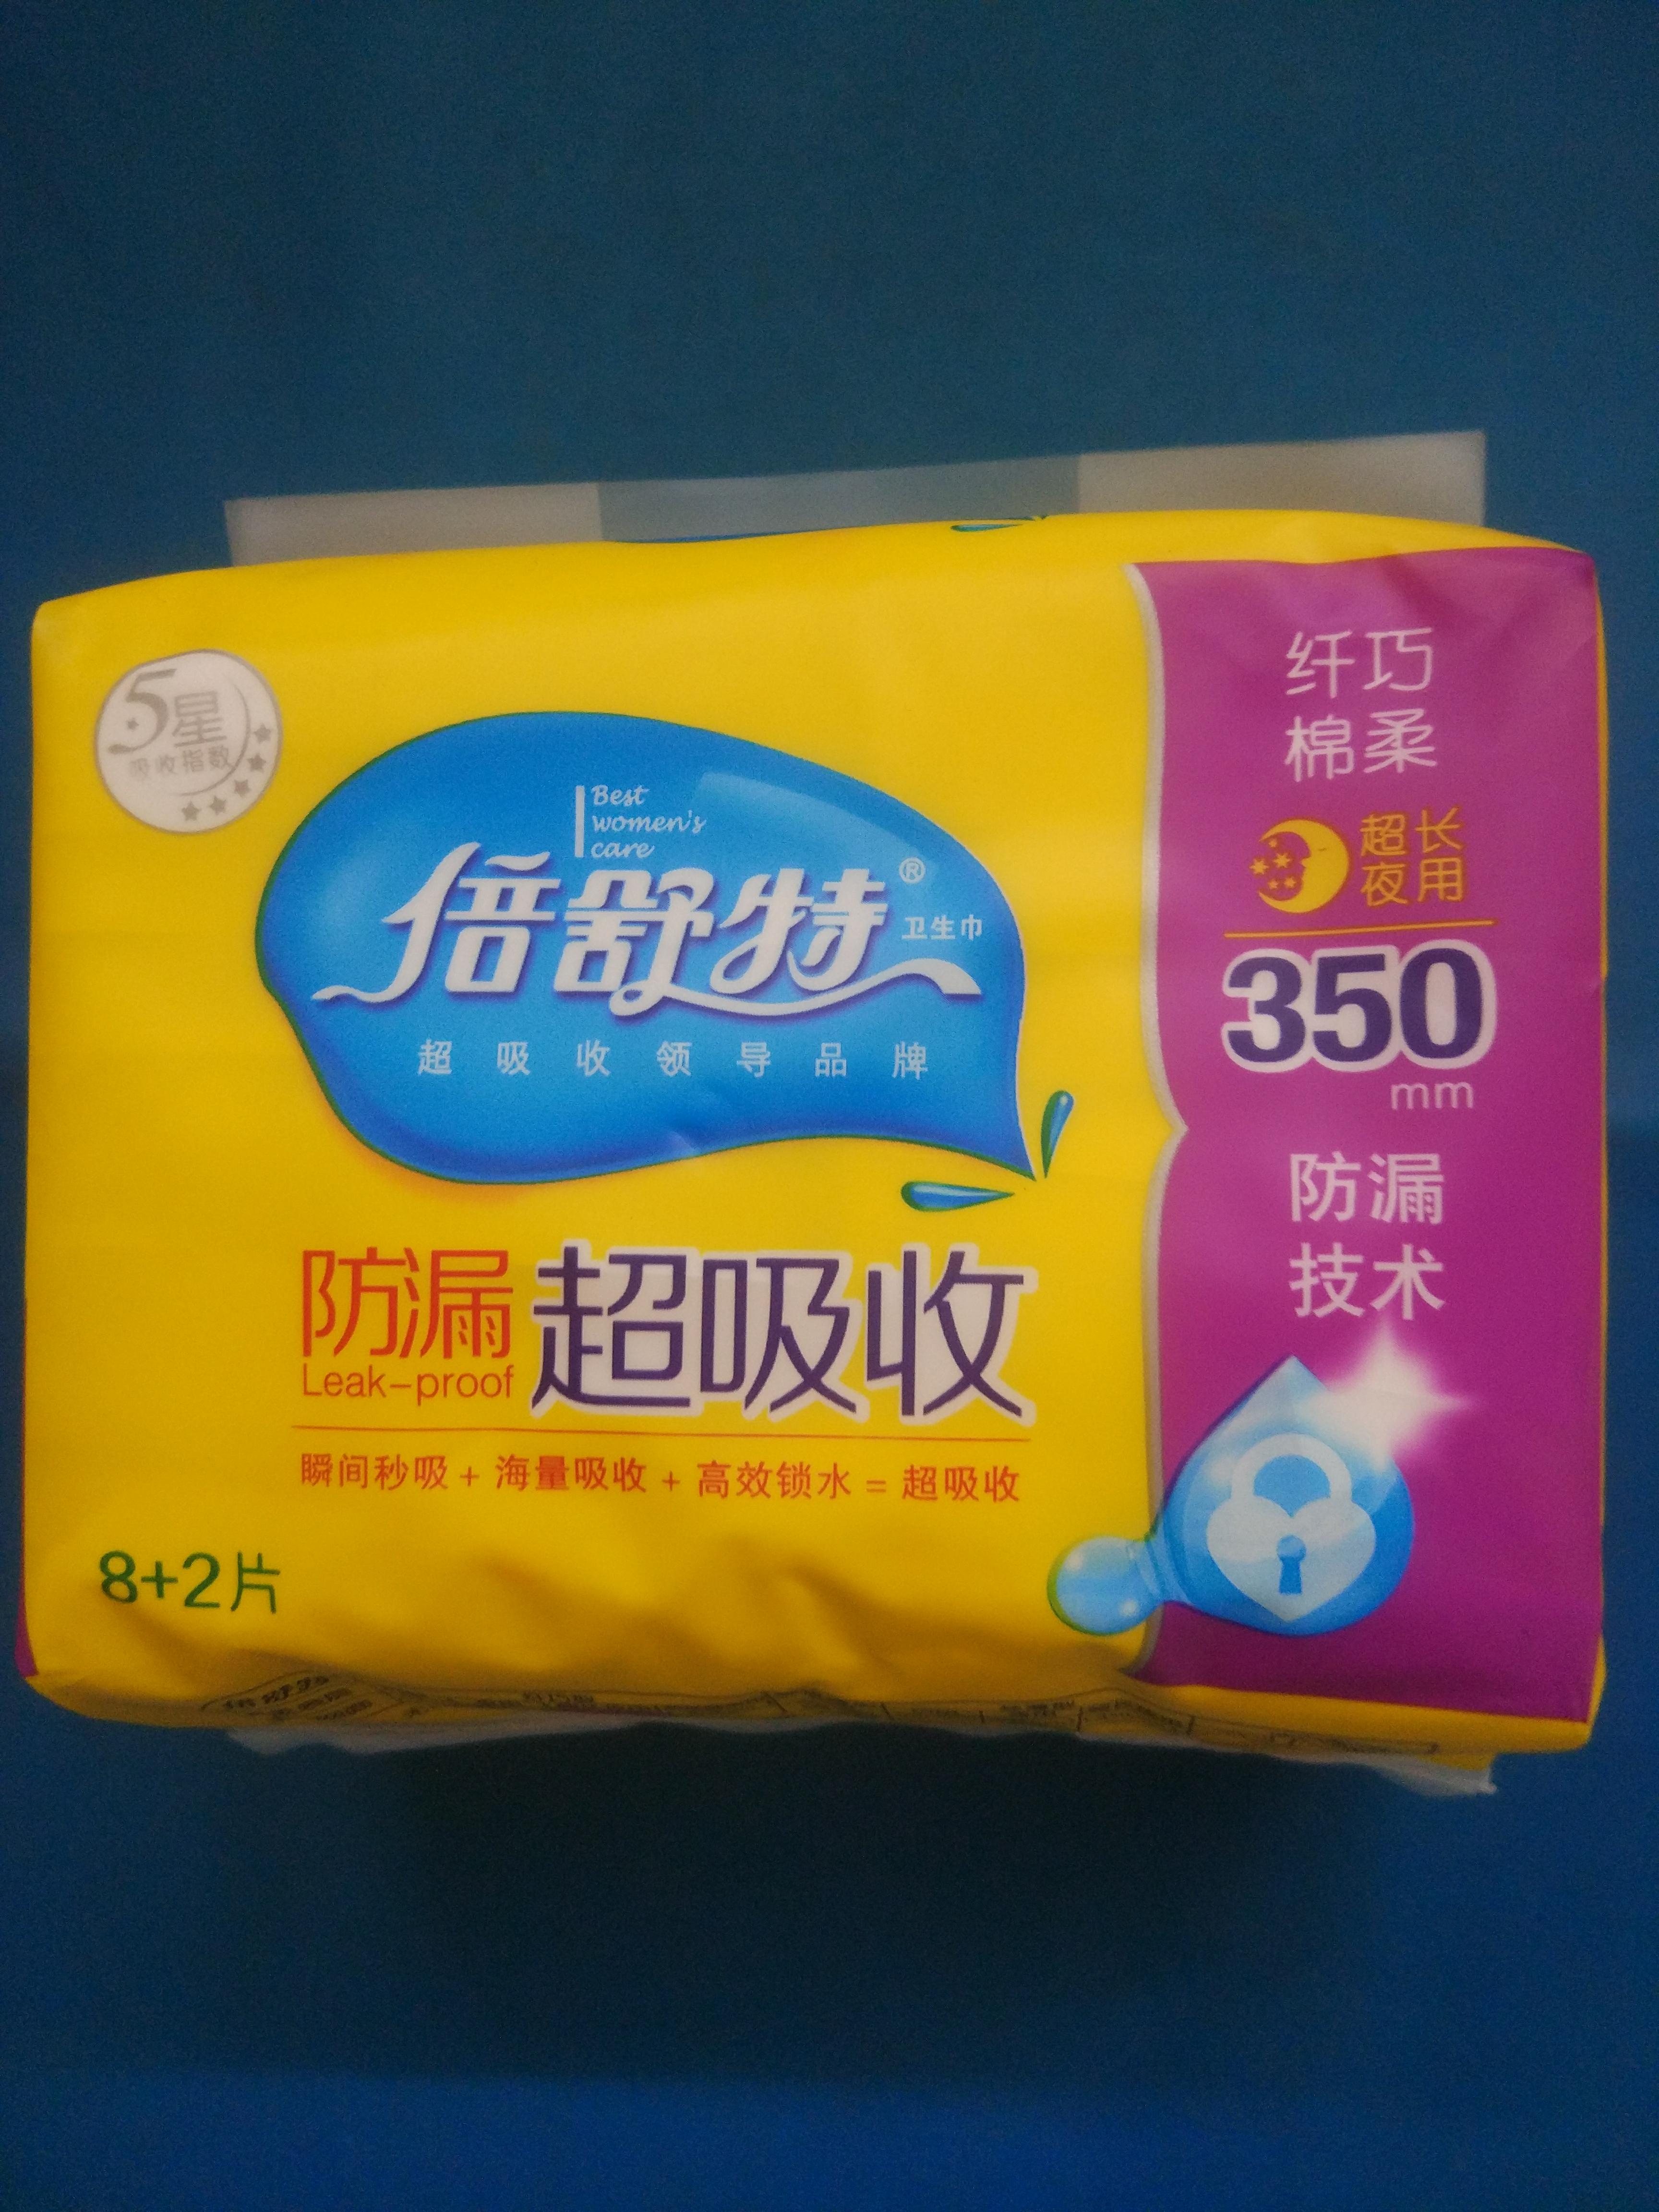 5星
吸收指数
Best
women's
care
倍舒特®
卫生巾
超吸收领导品牌
防漏
Leak-proof
超吸收
瞬间秒吸+海量吸收+高效锁水=超吸收
8+2片
纤巧
棉柔
超长
夜用
350
mm
防漏
技术